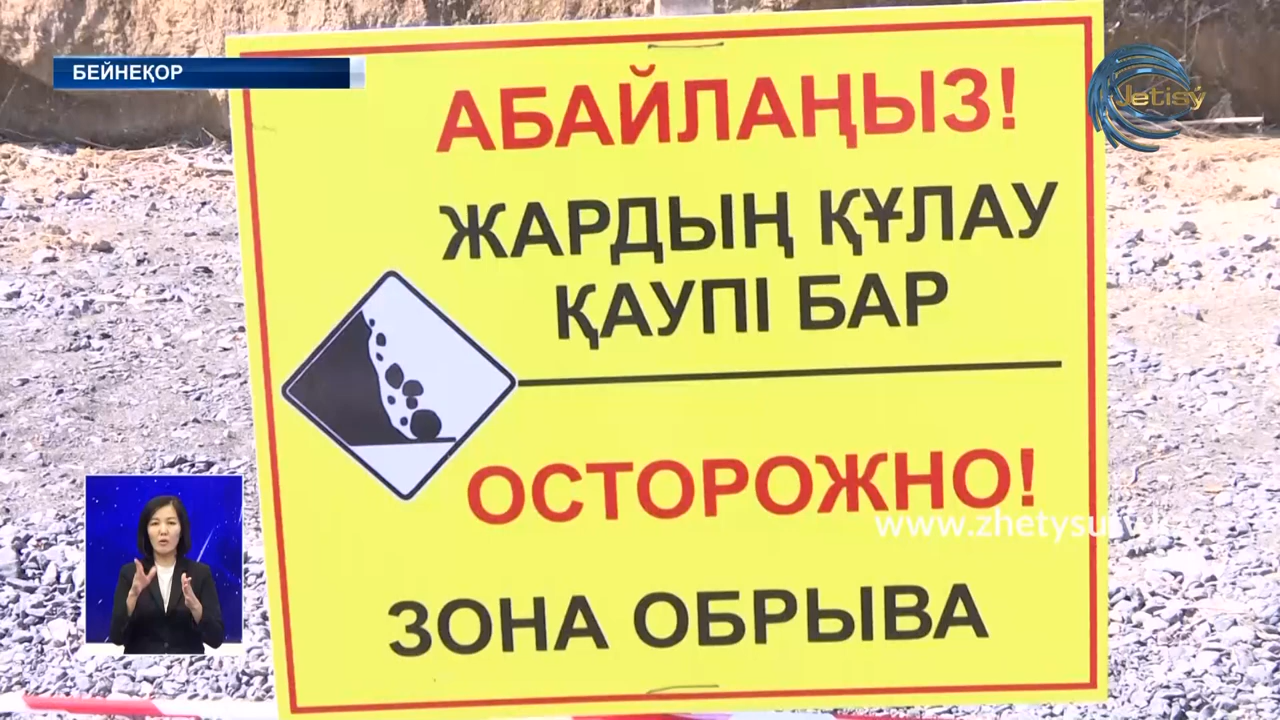 БЕЙНЕҚОР
Jetisý
АБАЙЛАҢЫЗ!
ЖАРДЫҢ ҚҰЛАУ
ҚАУПІ БАР
ОСТОРОЖНО!
ЗОНА ОБРЫВА